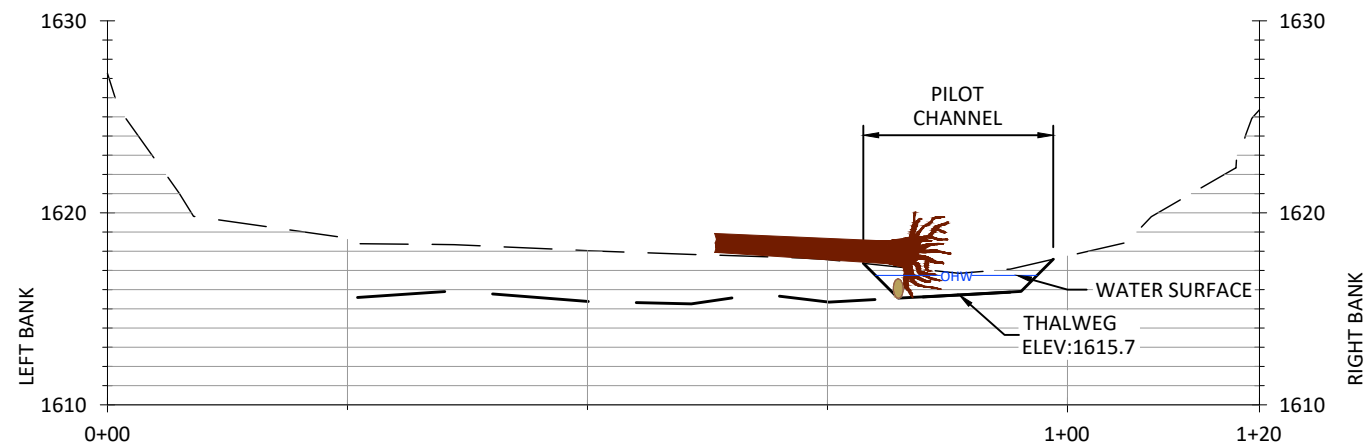 1630
1630
PILOT
CHANNEL
1620
1620
OHW
WATER SURFACE
THALWEG
ELEV:1615.7
LEFT BANK
RIGHT BANK
1610
1610
0+00
1+00
1+20